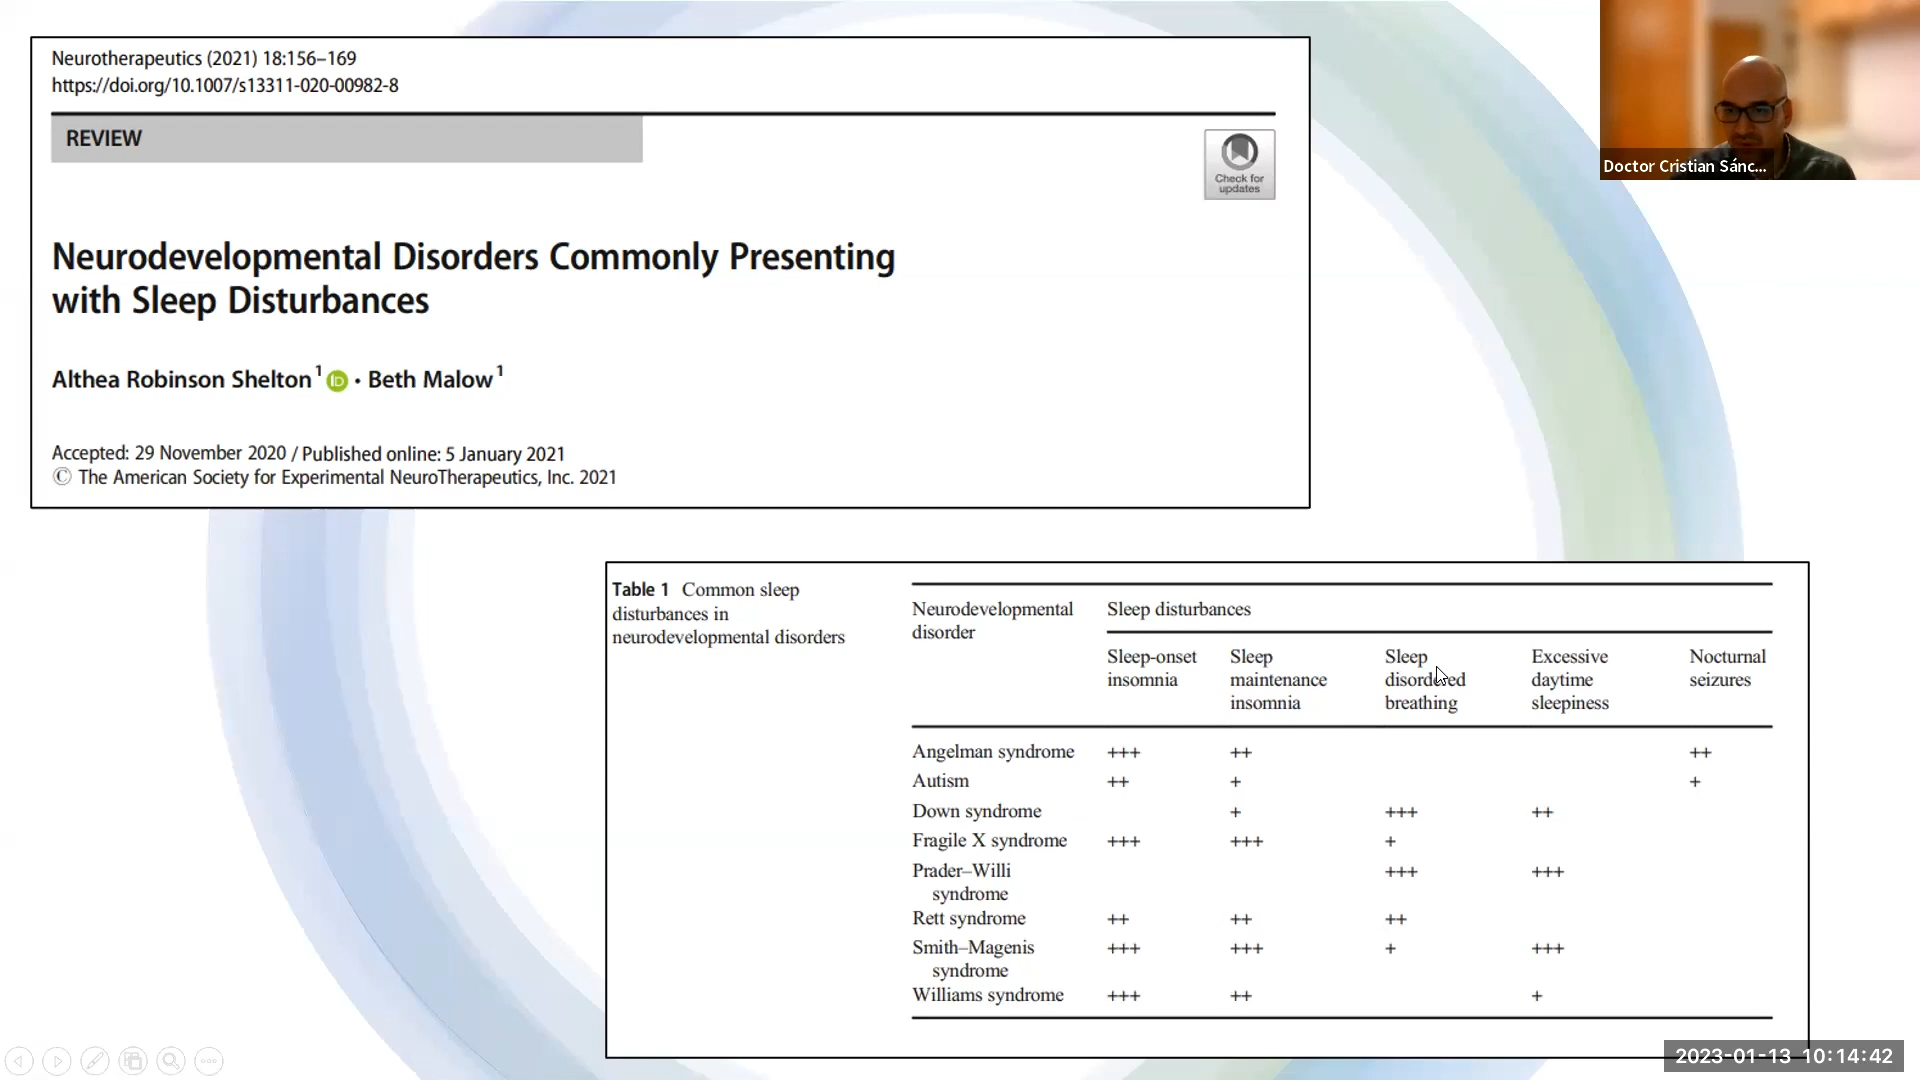 Neurotherapeutics (2021) 18:156–169
https://doi.org/10.1007/s13311-020-00982-8
REVIEW
Check for
updates
Neurodevelopmental Disorders Commonly Presenting
with Sleep Disturbances
Althea Robinson Shelton 1 iD · Beth Malow 1
Accepted: 29 November 2020 / Published online: 5 January 2021
© The American Society for Experimental NeuroTherapeutics, Inc. 2021
Doctor Cristian Sánc...
Table 1 Common sleep
disturbances in
neurodevelopmental disorders
Neurodevelopmental
disorder
Sleep disturbances
Sleep-onset
insomnia
Sleep
maintenance
insomnia
Sleep
disordered
breathing
Excessive
daytime
sleepiness
Nocturnal
seizures
Angelman syndrome +++ ++ ++
Autism ++ + +
Down syndrome + +++ ++
Fragile X syndrome +++ +++ +
Prader–Willi
syndrome +++ +++
Rett syndrome ++ ++ ++
Smith–Magenis
syndrome +++ +++ + +++
Williams syndrome +++ ++ +
2023-01-13 10:14:42